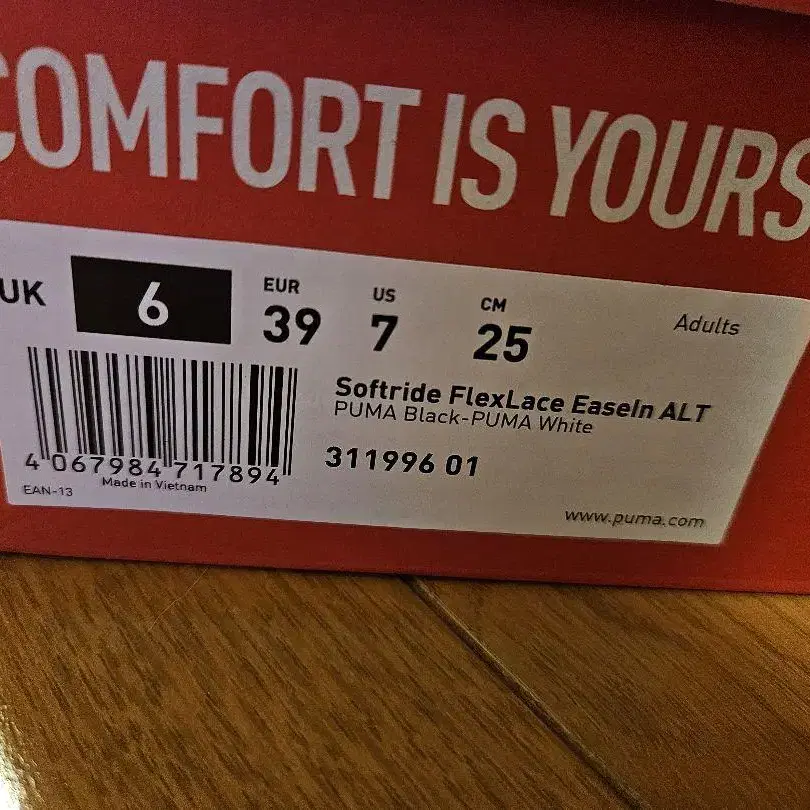 COMFORT IS YOURS
UK 6 EUR 39 US 7 CM 25 Adults
Softride FlexLace EaseIn ALT
PUMA Black-PUMA White
311996 01
4 067984 717894
EAN-13 Made in Vietnam
www.puma.com